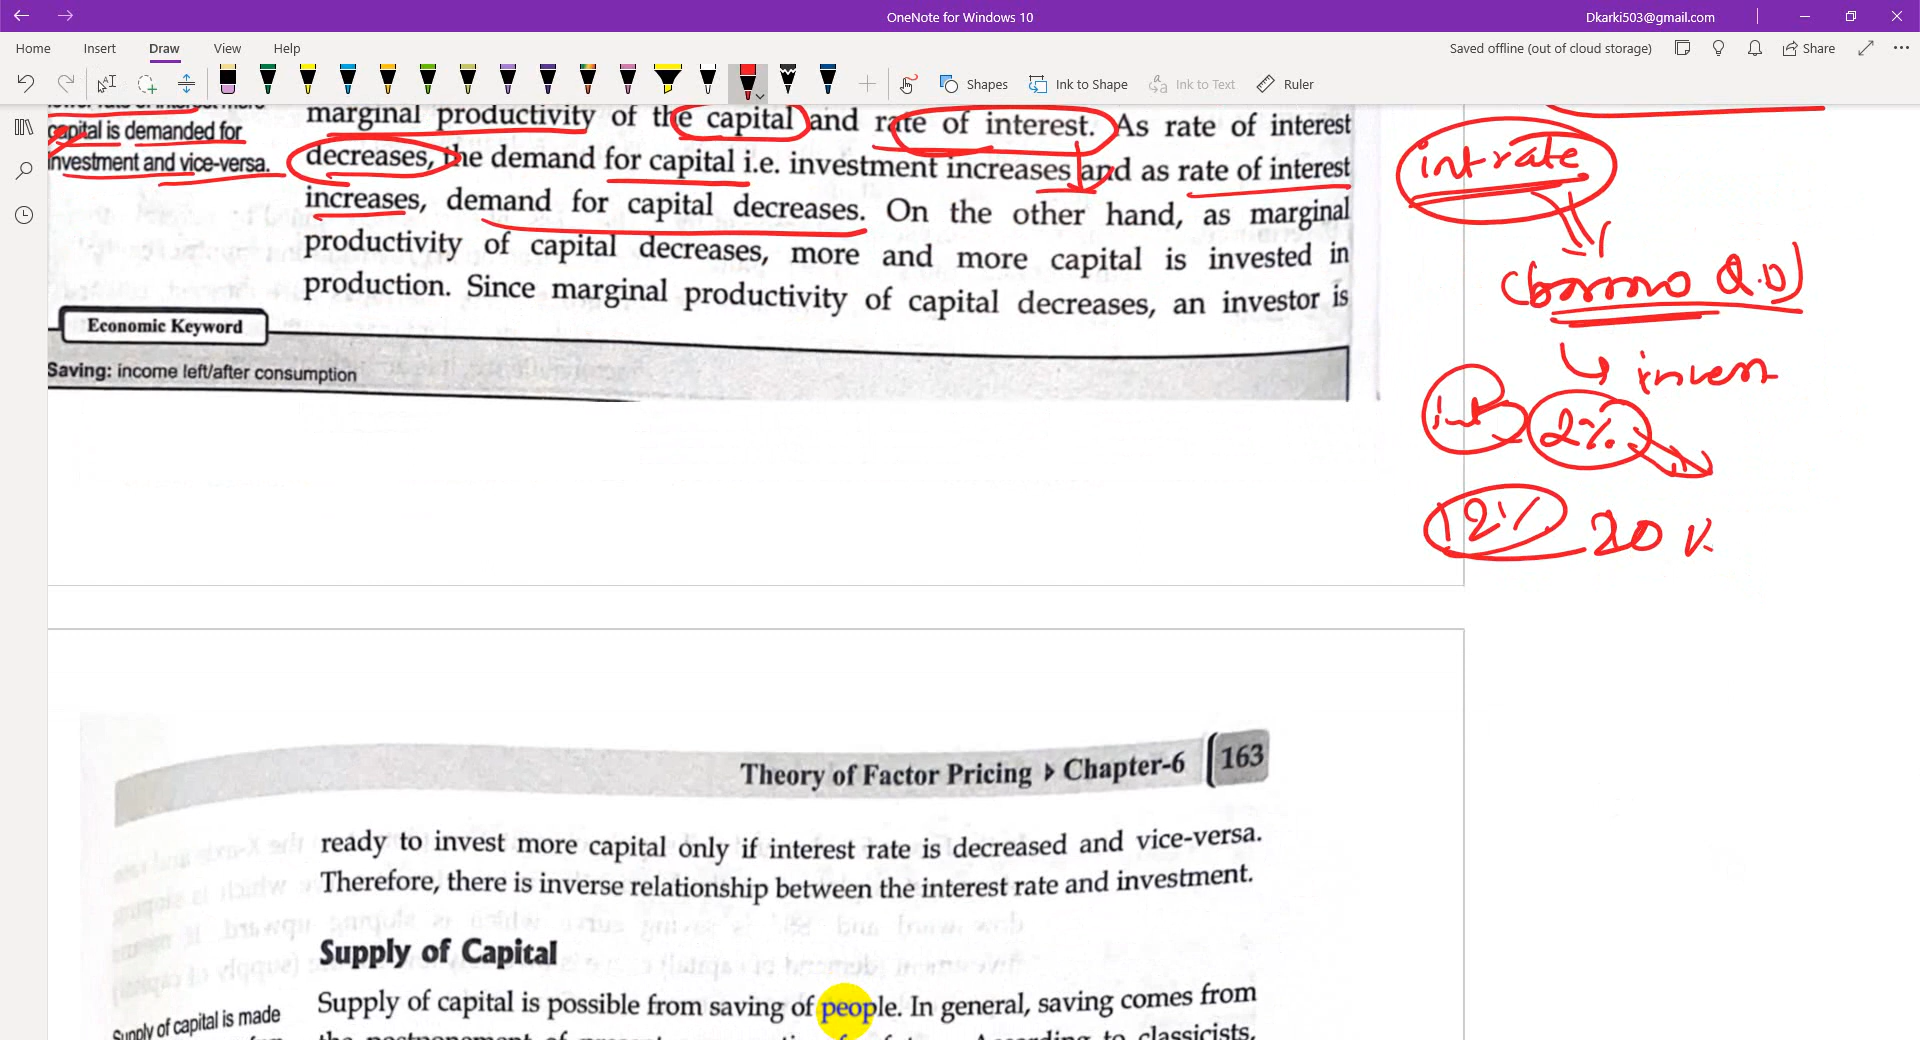 OneNote for Windows 10
Dkarki503@gmail.com
Home Insert Draw View Help
Saved offline (out of cloud storage)
Share
Shapes Ink to Shape Ink to Text Ruler
capital is demanded for
investment and vice-versa.
marginal productivity of the capital and rate of interest. As rate of interest
decreases, the demand for capital i.e. investment increases and as rate of interest
increases, demand for capital decreases. On the other hand, as marginal
productivity of capital decreases, more and more capital is invested in
production. Since marginal productivity of capital decreases, an investor is
Economic Keyword
Saving: income left/after consumption
int rate
invest
int 2%
12% 20
Theory of Factor Pricing Chapter-6 163
ready to invest more capital only if interest rate is decreased and vice-versa.
Therefore, there is inverse relationship between the interest rate and investment.
Supply of Capital
Supply of capital is made
Supply of capital is possible from saving of people. In general, saving comes from